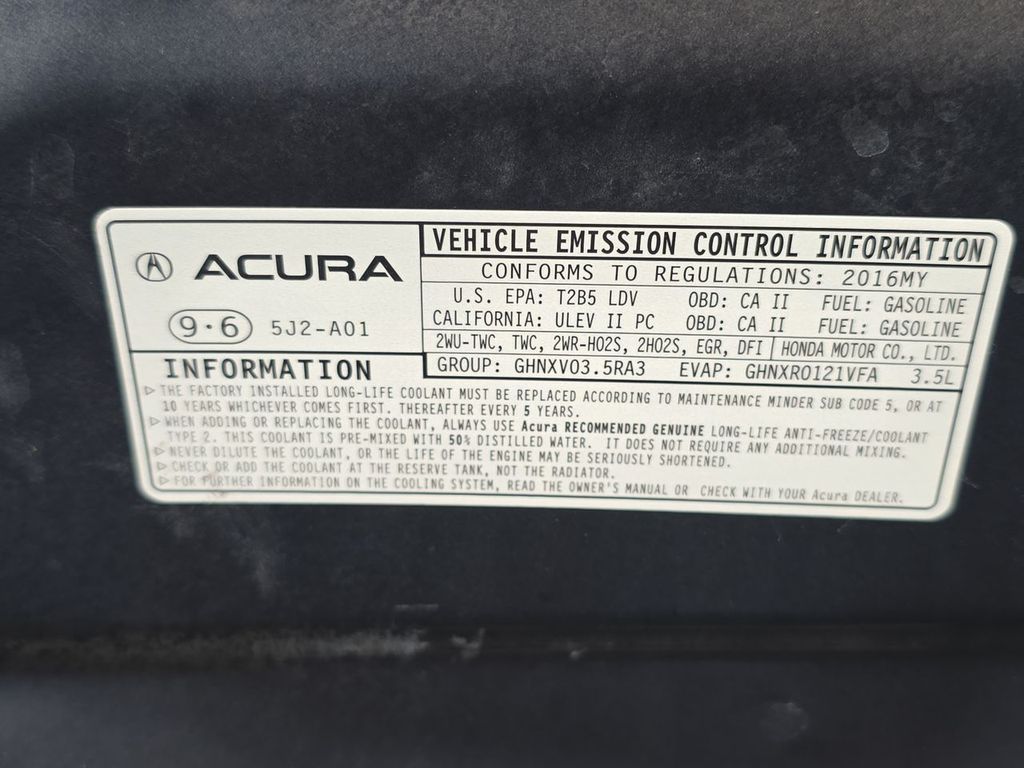 ACURA
9·6 5J2-A01
VEHICLE EMISSION CONTROL INFORMATION
CONFORMS TO REGULATIONS: 2016MY
U.S. EPA: T2B5 LDV OBD: CA II FUEL: GASOLINE
CALIFORNIA: ULEV II PC OBD: CA II FUEL: GASOLINE
2WU-TWC, TWC, 2WR-HO2S, 2HO2S, EGR, DFI HONDA MOTOR CO., LTD.
GROUP: GHNXV03.5RA3 EVAP: GHNXR0121VFA 3.5L
INFORMATION
▷ THE FACTORY INSTALLED LONG-LIFE COOLANT MUST BE REPLACED ACCORDING TO MAINTENANCE MINDER SUB CODE 5, OR AT
10 YEARS WHICHEVER COMES FIRST. THEREAFTER EVERY 5 YEARS.
▷ WHEN ADDING OR REPLACING THE COOLANT, ALWAYS USE Acura RECOMMENDED GENUINE LONG-LIFE ANTI-FREEZE/COOLANT
TYPE 2. THIS COOLANT IS PRE-MIXED WITH 50% DISTILLED WATER. IT DOES NOT REQUIRE ANY ADDITIONAL MIXING.
▷ NEVER DILUTE THE COOLANT, OR THE LIFE OF THE ENGINE MAY BE SERIOUSLY SHORTENED.
▷ CHECK OR ADD THE COOLANT AT THE RESERVE TANK, NOT THE RADIATOR.
▷ FOR FURTHER INFORMATION ON THE COOLING SYSTEM, READ THE OWNER'S MANUAL OR CHECK WITH YOUR Acura DEALER.